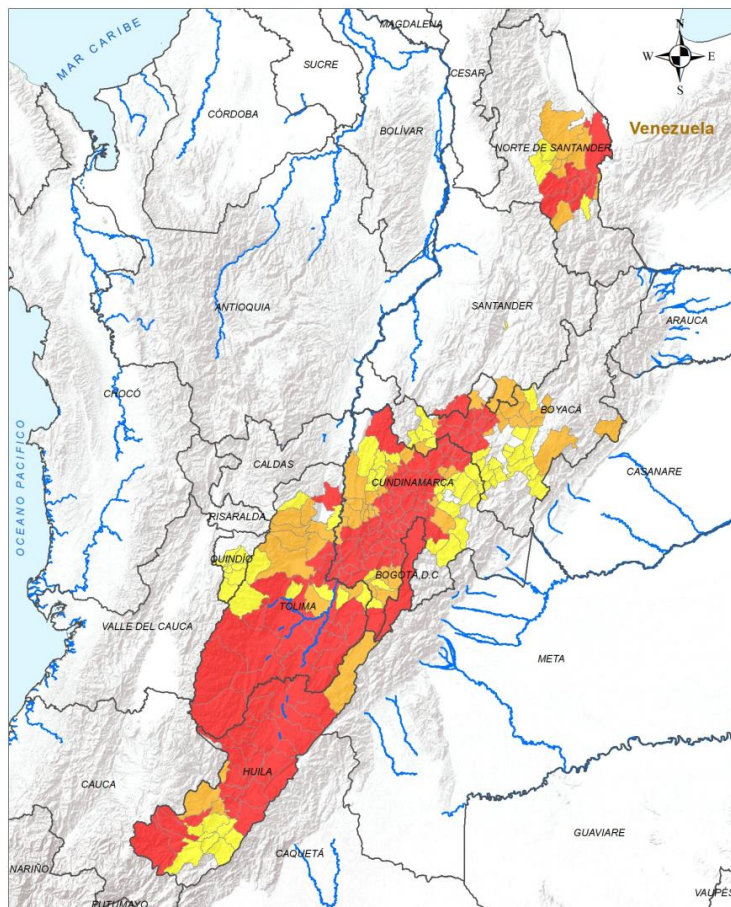 MAGDALENA
N
MAR CARIBE
SUCRE
CESAR
W
E
S
CÓRDOBA
BOLÍVAR
Venezuela
NORTE DE SANTANDER
ANTIOQUIA
SANTANDER
ARAUCA
CHOCÓ
BOYACÁ
OCEANO PACIFICO
CALDAS
CUNDINAMARCA
CASANARE
RISARALDA
QUINDÍO
BOGOTÁ,D.C
TOLIMA
VALLE DEL CAUCA
META
HUILA
CAUCA
GUAVIARE
CAQUETÁ
NARIÑO
PUTUMAYO
VAUPÉS